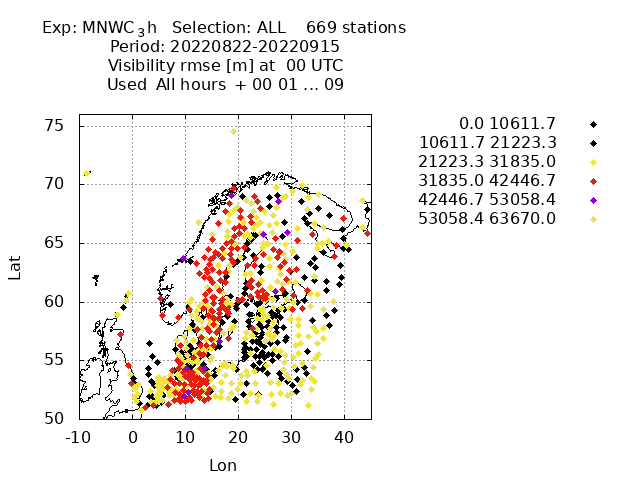 Exp: MNWC_3h Selection: ALL 669 stations
Period: 20220822-20220915
Visibility rmse [m] at 00 UTC
Used All hours + 00 01 ... 09
0.0 10611.7
10611.7 21223.3
21223.3 31835.0
31835.0 42446.7
42446.7 53058.4
53058.4 63670.0
75
70
65
60
55
50
Lat
-10 0 10 20 30 40
Lon